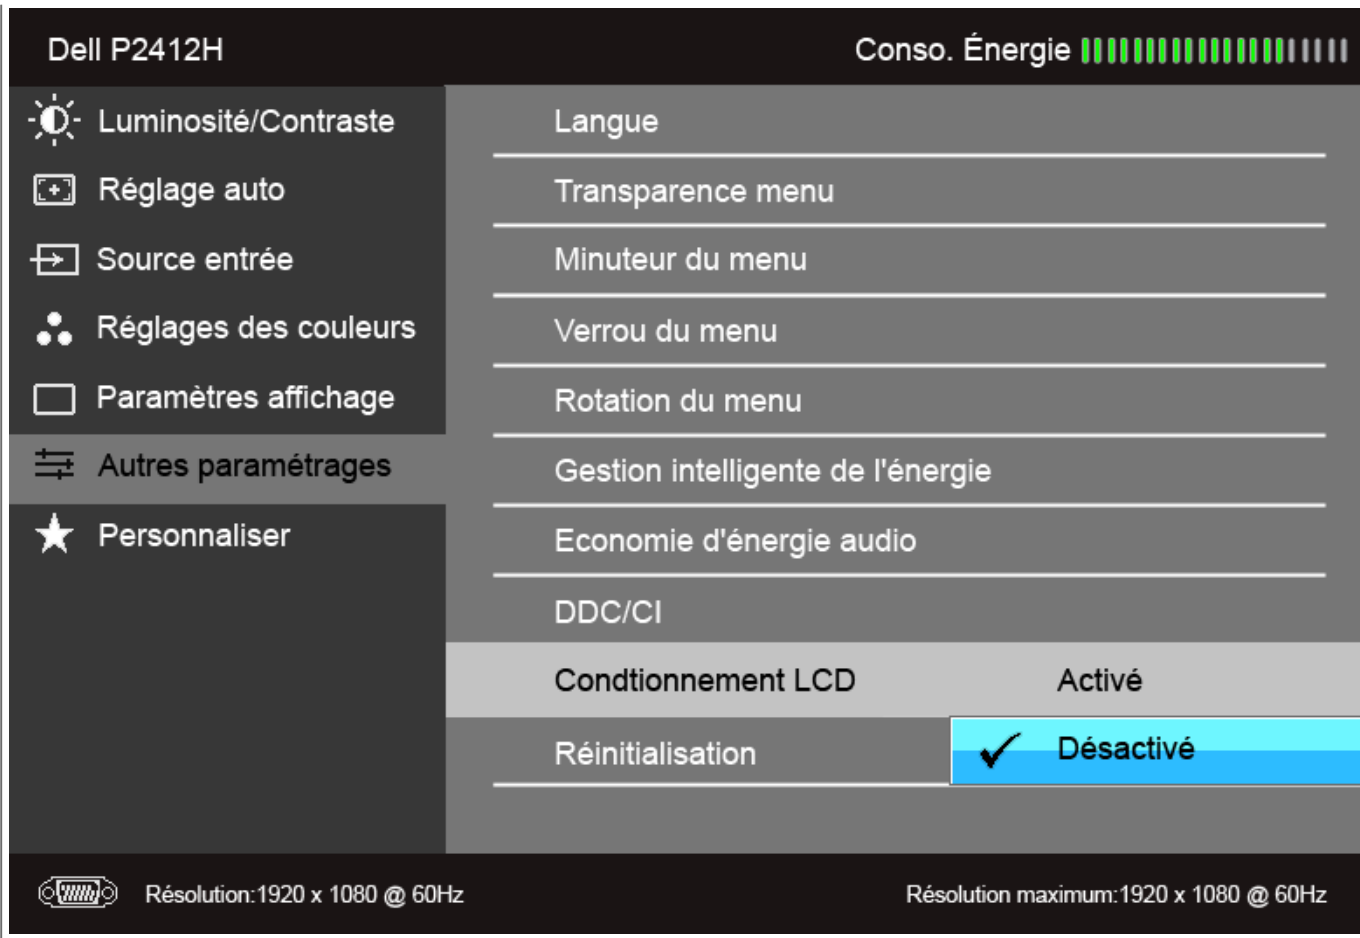 Dell P2412H
Conso. Énergie
Luminosité/Contraste
Réglage auto
Source entrée
Réglages des couleurs
Paramètres affichage
Autres paramétrages
Personnaliser
Langue
Transparence menu
Minuteur du menu
Verrou du menu
Rotation du menu
Gestion intelligente de l'énergie
Economie d'énergie audio
DDC/CI
Condtionnement LCD
Activé
Réinitialisation
Désactivé
Résolution:1920 x 1080 @ 60Hz
Résolution maximum:1920 x 1080 @ 60Hz